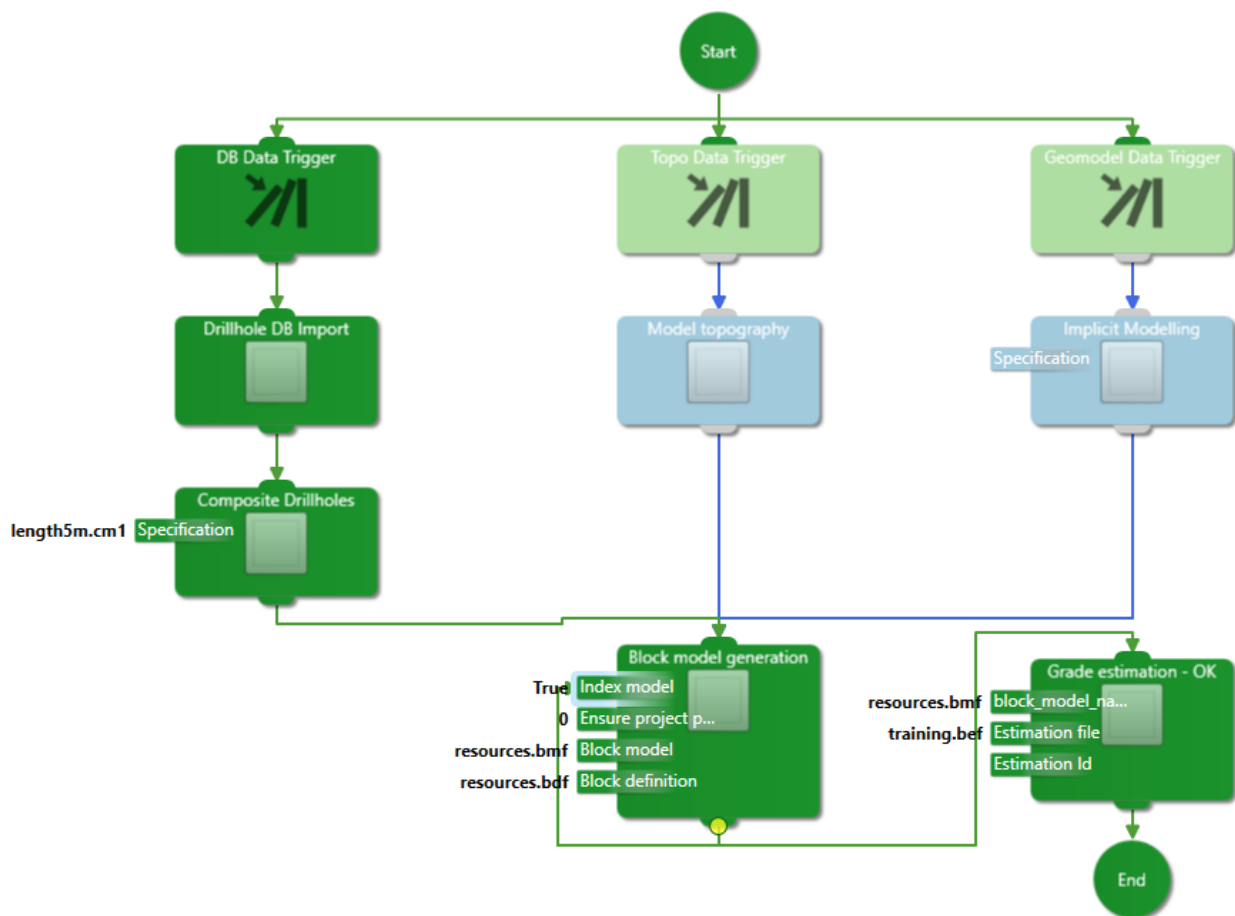 Start
DB Data Trigger
Topo Data Trigger
Geomodel Data Trigger
Drillhole DB Import
Model topography
Implicit Modelling
Specification
Composite Drillholes
length5m.cm1 Specification
Block model generation
True Index model
0 Ensure project p...
resources.bmf Block model
resources.bdf Block definition
Grade estimation - OK
resources.bmf block_model_na...
training.bef Estimation file
Estimation Id
End